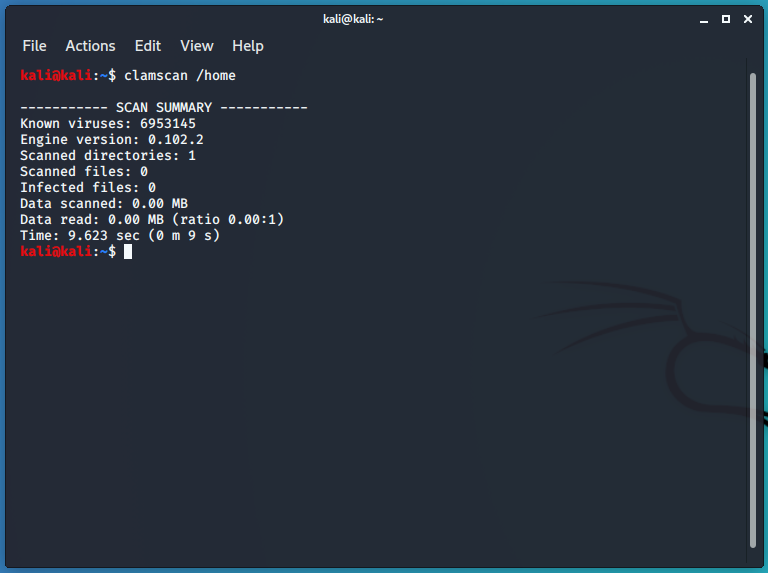 kali@kali: ~
File Actions Edit View Help
kali@kali:~$ clamscan /home
----------- SCAN SUMMARY -----------
Known viruses: 6953145
Engine version: 0.102.2
Scanned directories: 1
Scanned files: 0
Infected files: 0
Data scanned: 0.00 MB
Data read: 0.00 MB (ratio 0.00:1)
Time: 9.623 sec (0 m 9 s)
kali@kali:~$